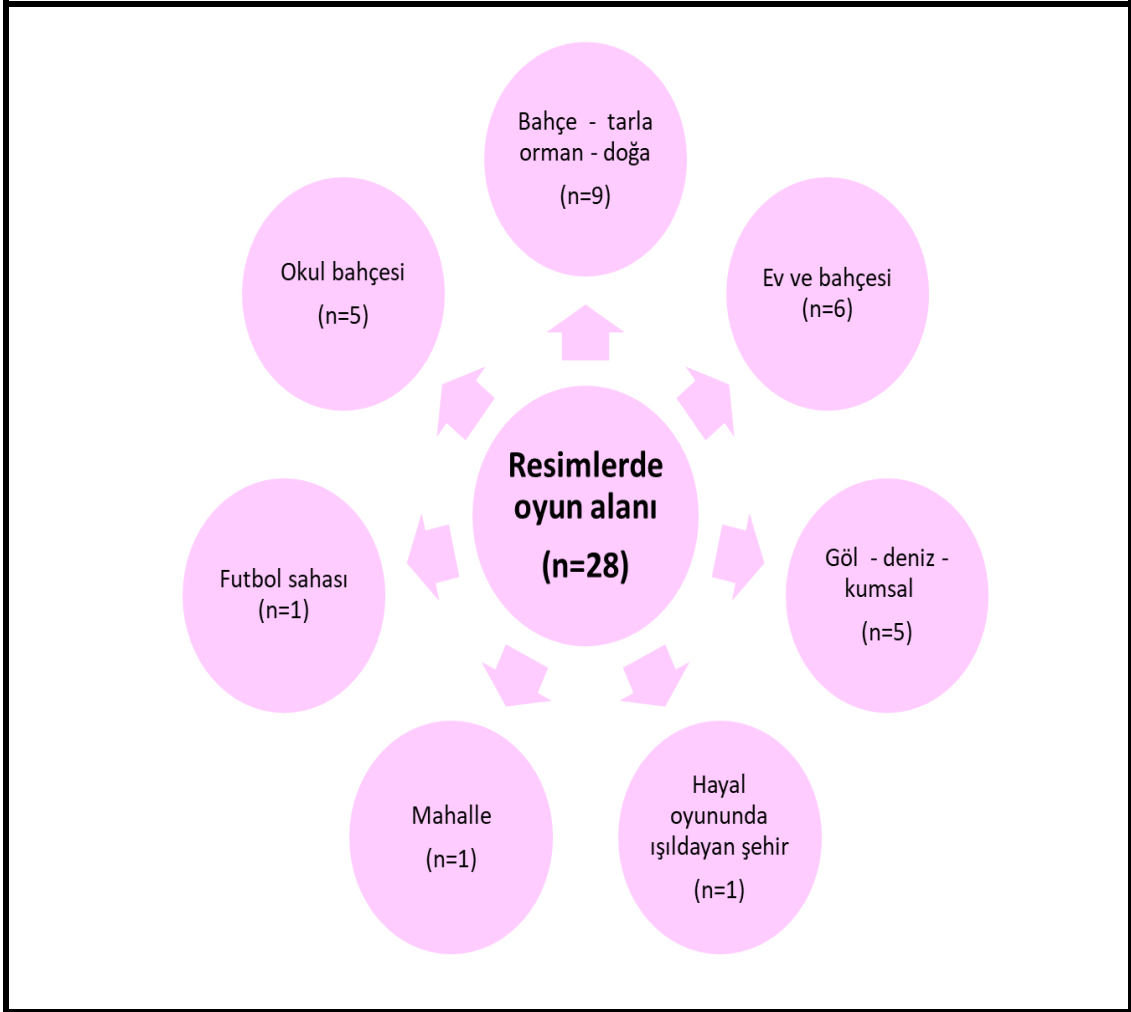 Bahçe - tarla
orman - doğa
(n=9)
Ev ve bahçesi
(n=6)
Göl - deniz -
kumsal
(n=5)
Hayal
oyununda
ışıldayan şehir
(n=1)
Mahalle
(n=1)
Futbol sahası
(n=1)
Okul bahçesi
(n=5)
Resimlerde
oyun alanı
(n=28)